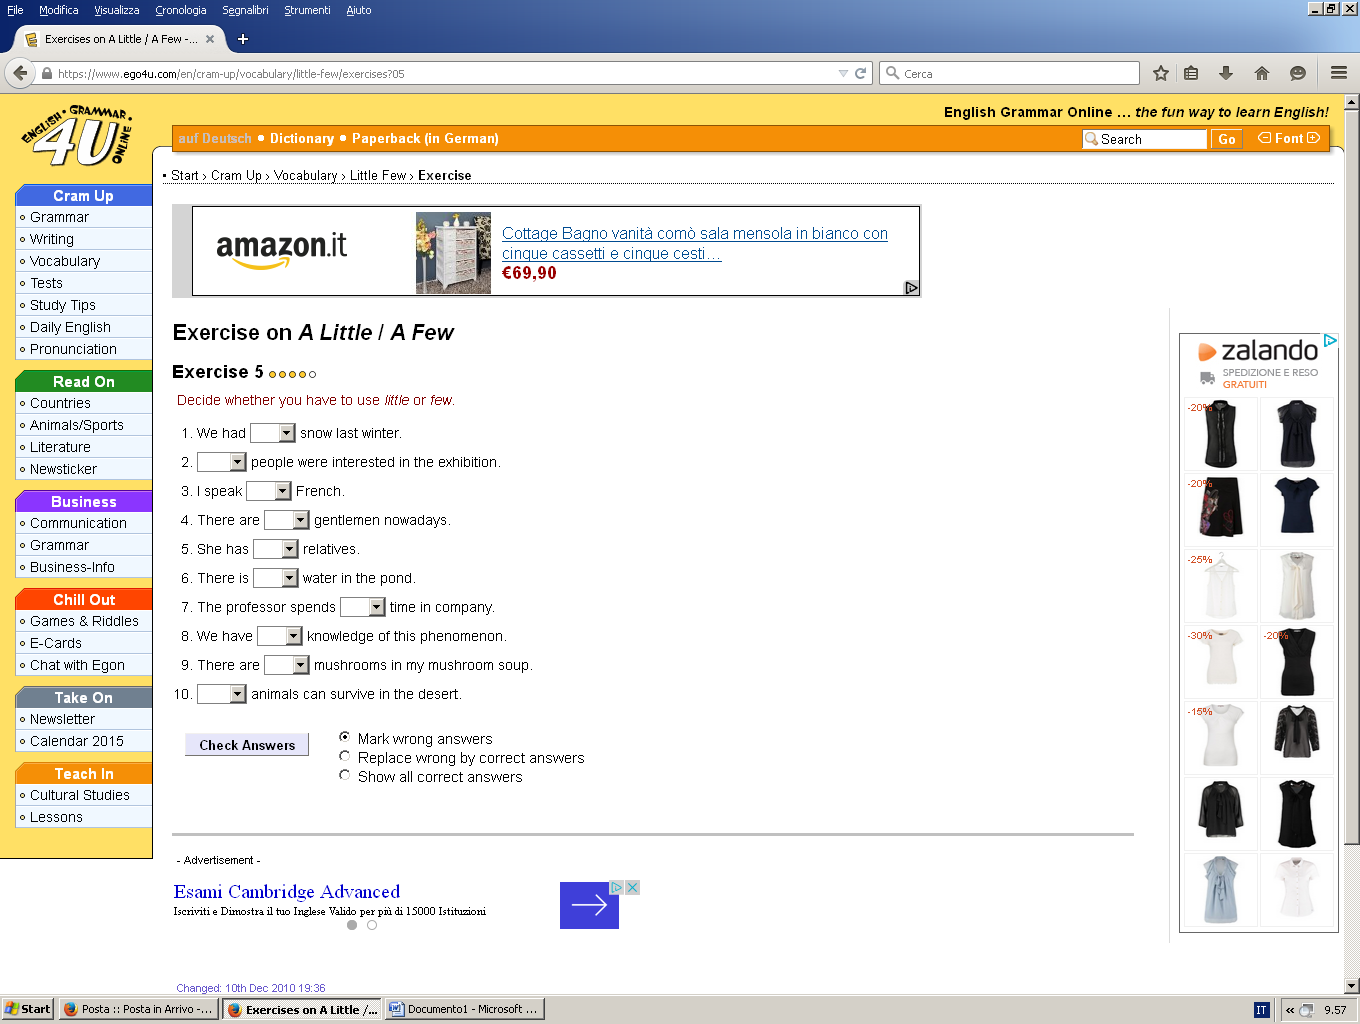 File Modifica Visualizza Cronologia Segnalibri Strumenti Aiuto
Exercises on A Little / A Few -...
https://www.ego4u.com/en/cram-up/vocabulary/little-few/exercises?05
Cerca
ENGLISH · GRAMMAR · ONLINE
4U
English Grammar Online ... the fun way to learn English!
auf Deutsch • Dictionary • Paperback (in German)
Search
Go
Font
Start › Cram Up › Vocabulary › Little Few › Exercise
Cram Up
Grammar
Writing
Vocabulary
Tests
Study Tips
Daily English
Pronunciation
Read On
Countries
Animals/Sports
Literature
Newsticker
Business
Communication
Grammar
Business-Info
Chill Out
Games & Riddles
E-Cards
Chat with Egon
Take On
Newsletter
Calendar 2015
Teach In
Cultural Studies
Lessons
amazon.it
Cottage Bagno vanità comò sala mensola in bianco con
cinque cassetti e cinque cesti...
€69,90
Exercise on A Little / A Few
Exercise 5
Decide whether you have to use little or few.
1. We had snow last winter.
2. people were interested in the exhibition.
3. I speak French.
4. There are gentlemen nowadays.
5. She has relatives.
6. There is water in the pond.
7. The professor spends time in company.
8. We have knowledge of this phenomenon.
9. There are mushrooms in my mushroom soup.
10. animals can survive in the desert.
Check Answers
Mark wrong answers
Replace wrong by correct answers
Show all correct answers
zalando
SPEDIZIONE E RESO
GRATUITI
-20%
-20%
-25%
-30%
-20%
-15%
- Advertisement -
Esami Cambridge Advanced
Iscriviti e Dimostra il tuo Inglese Valido per più di 15000 Istituzioni
Changed: 10th Dec 2010 19:36
Start
Posta :: Posta in Arrivo -...
Exercises on A Little /...
Documento1 - Microsoft ...
IT
«
9.57